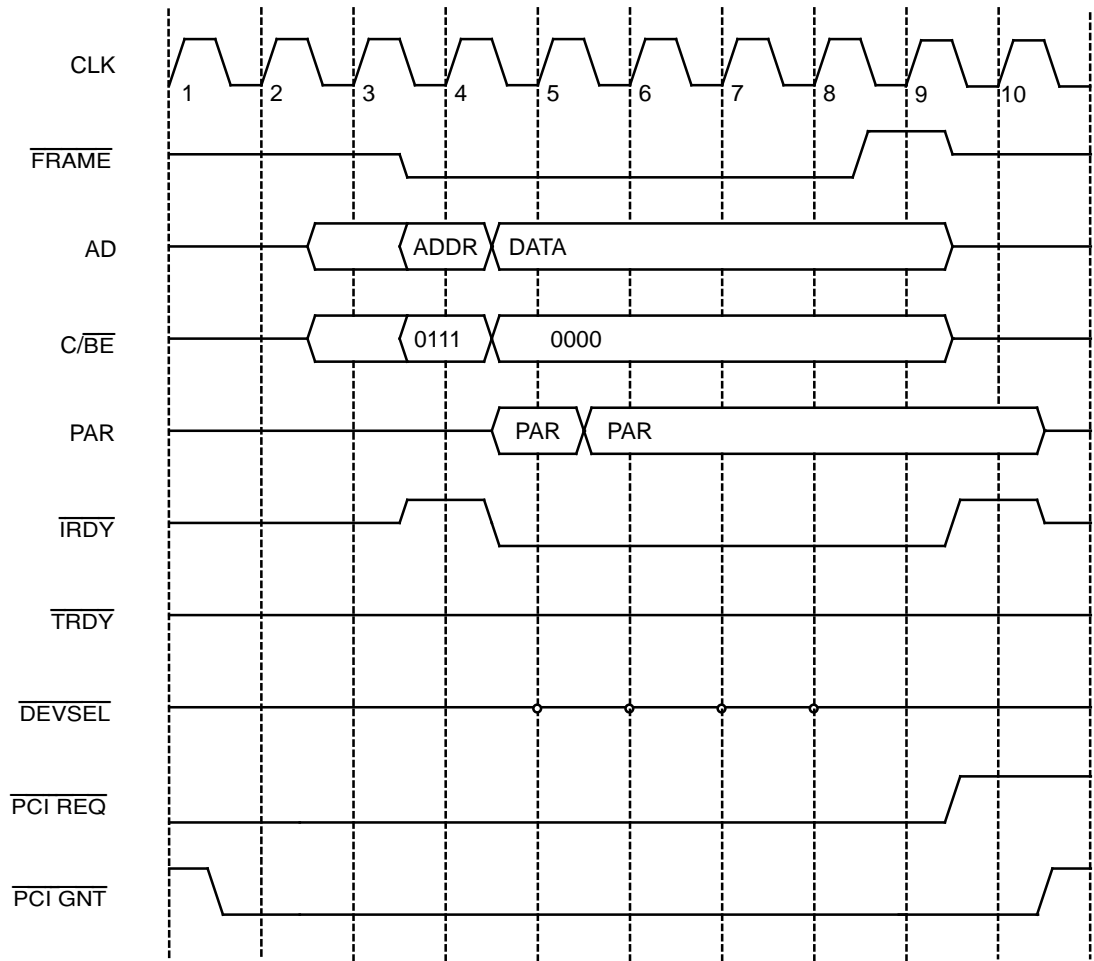 CLK
1 2 3 4 5 6 7 8 9 10
FRAME
AD
ADDR DATA
C/BE
0111 0000
PAR
PAR PAR
IRDY
TRDY
DEVSEL
PCI REQ
PCI GNT